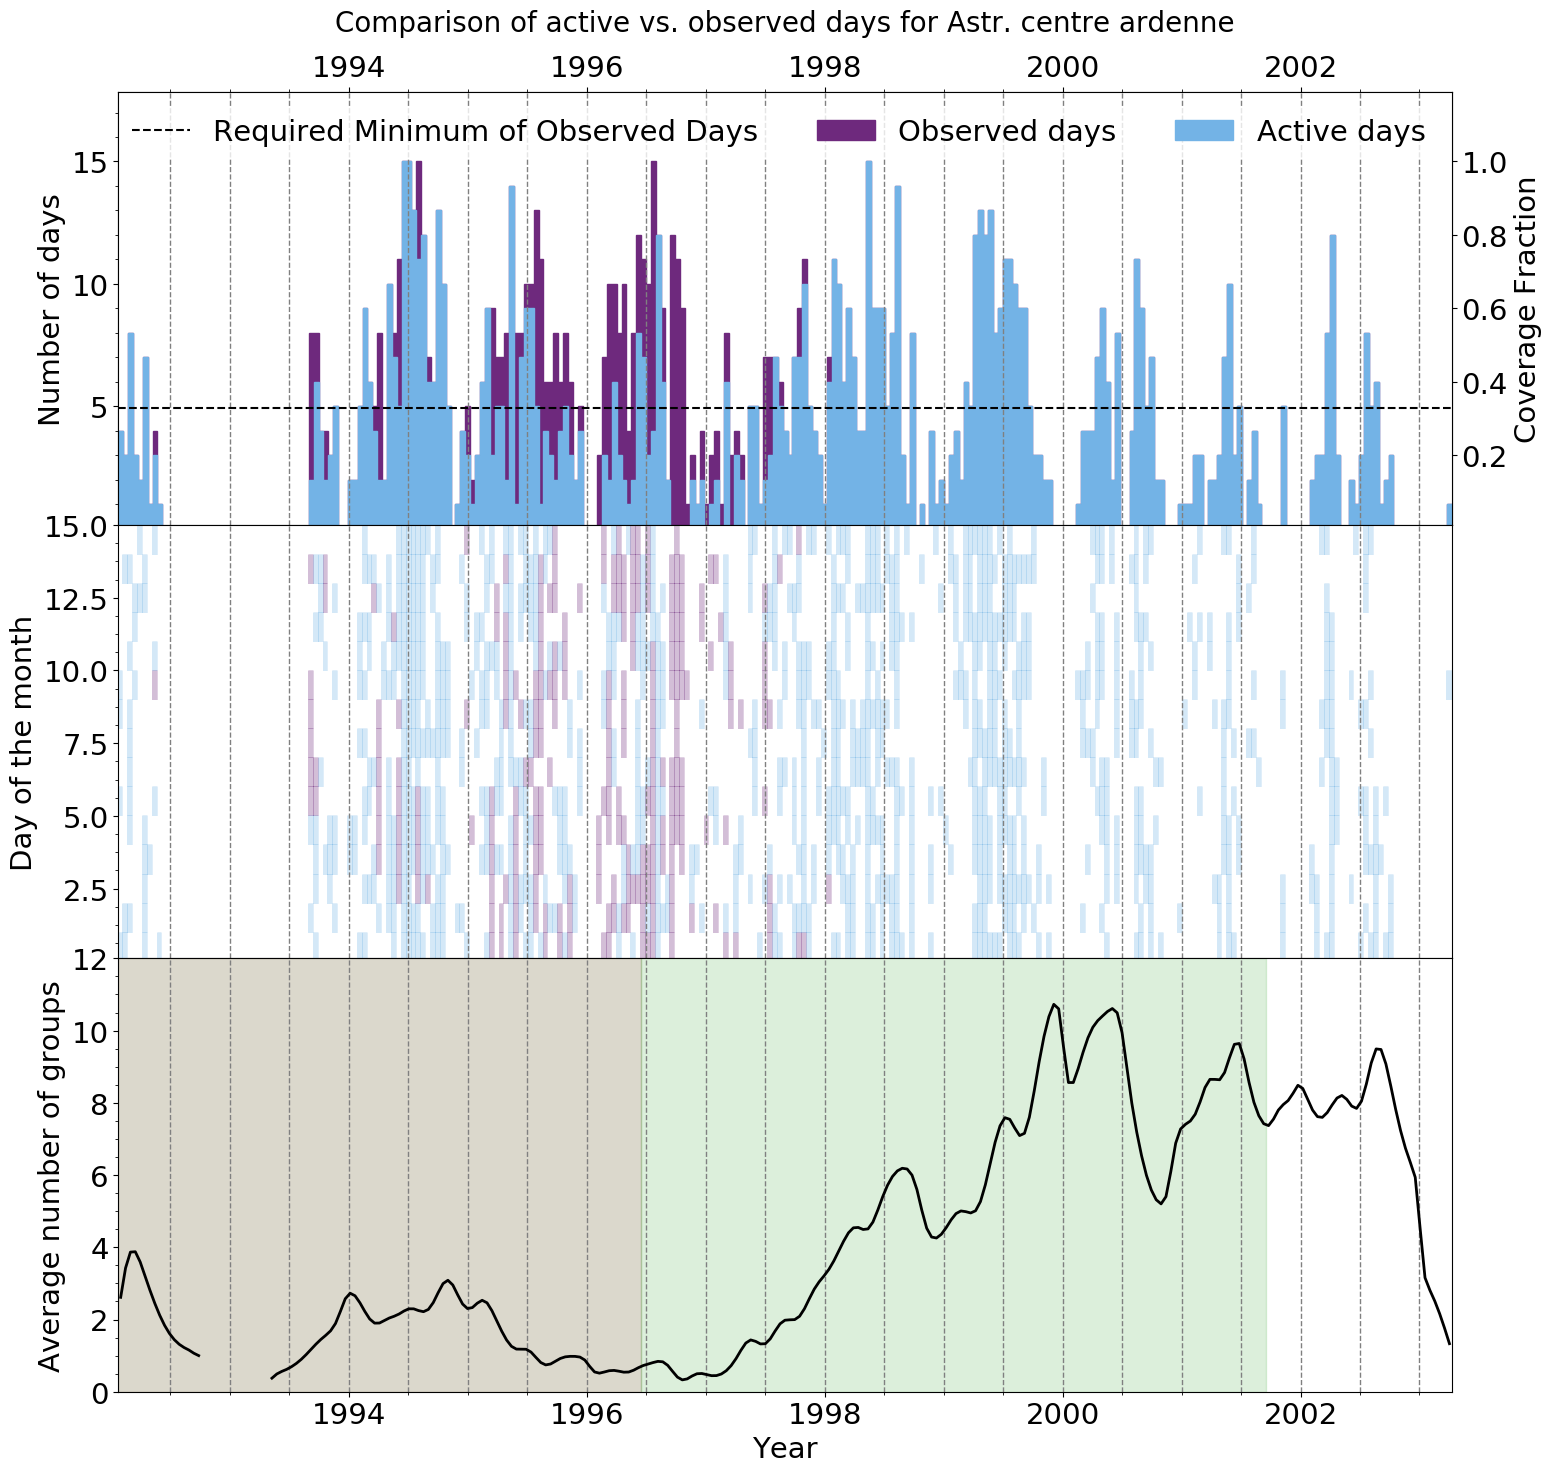 Comparison of active vs. observed days for Astr. centre ardenne
1994 1996 1998 2000 2002
Required Minimum of Observed Days Observed days Active days
Number of days
15
10
5
Coverage Fraction
1.0
0.8
0.6
0.4
0.2
Day of the month
15.0
12.5
10.0
7.5
5.0
2.5
Average number of groups
12
10
8
6
4
2
0
1994 1996 1998 2000 2002
Year